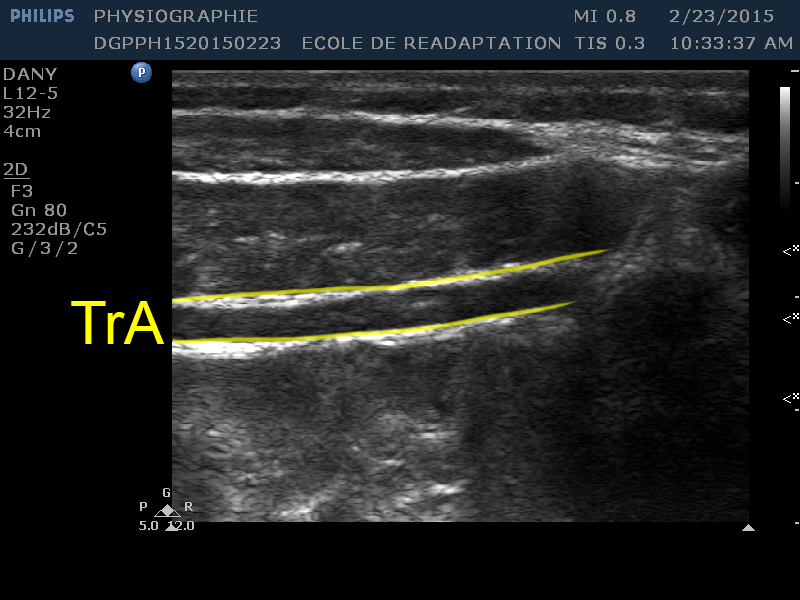 PHILIPS PHYSIOGRAPHIE MI 0.8 2/23/2015
DGPPH1520150223 ECOLE DE READAPTATION TIS 0.3 10:33:37 AM
DANY
P
L12-5
32Hz
4cm
2D
F3
Gn 80
232dB/C5
G/3/2
TrA
G
P R
5.0 12.0